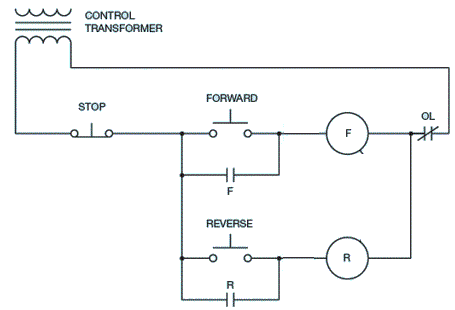 CONTROL
TRANSFORMER
STOP
FORWARD
F
OL
F
REVERSE
R
R